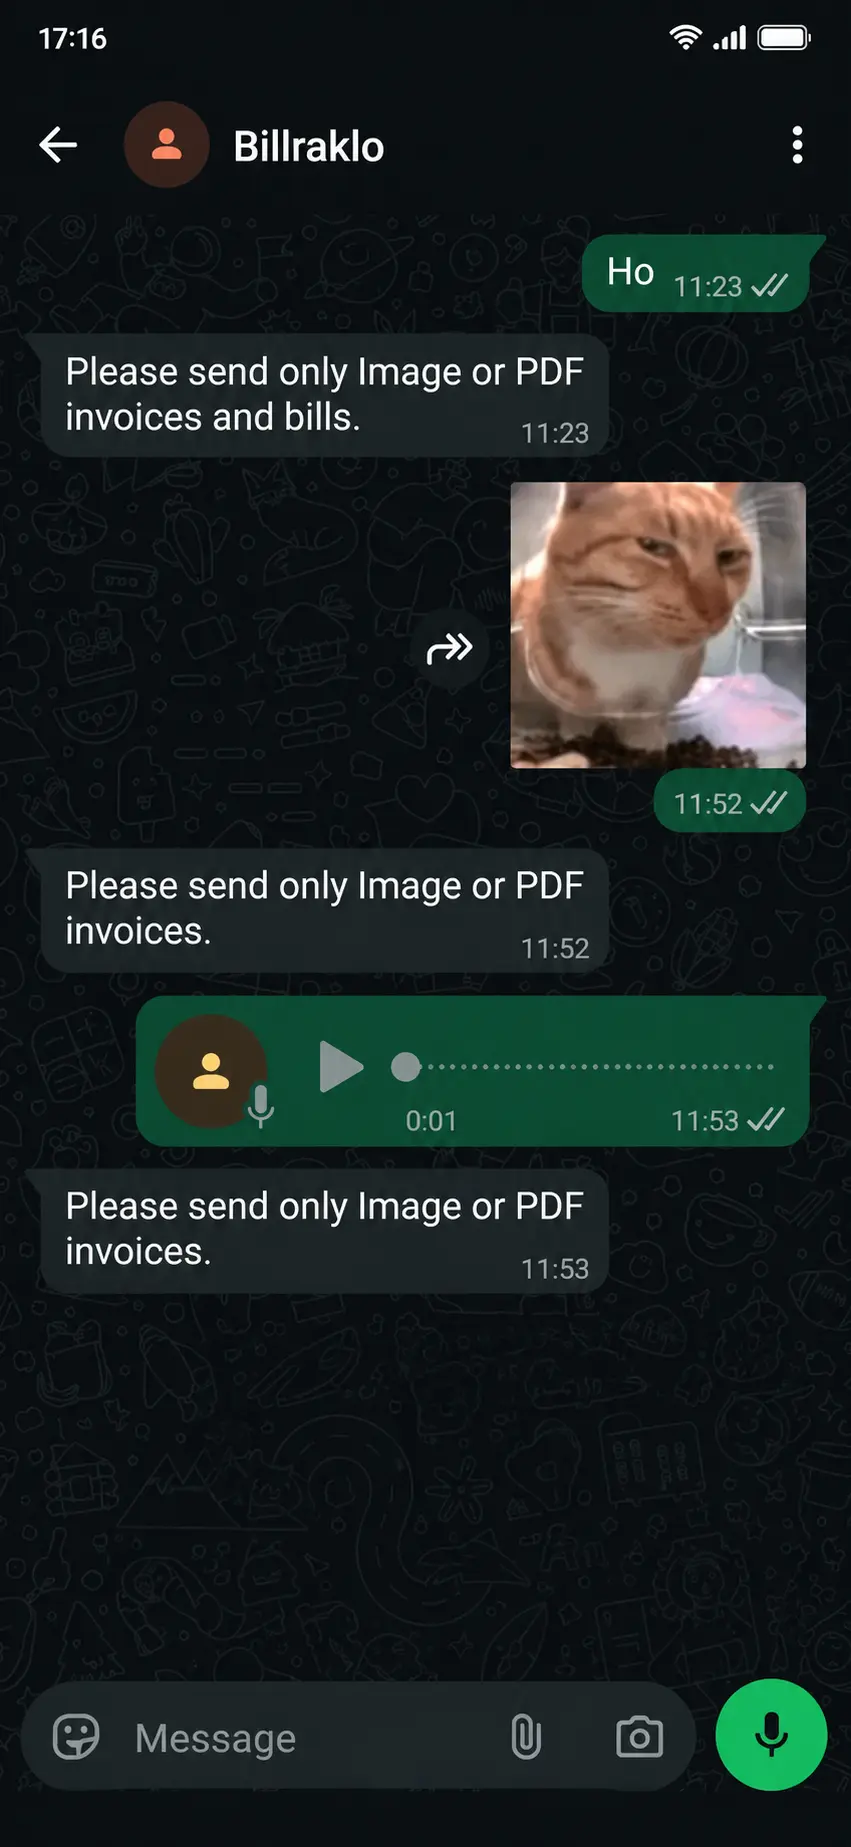 17:16
Billraklo
Ho
11:23
Please send only Image or PDF
invoices and bills.
11:23
11:52
Please send only Image or PDF
invoices.
11:52
0:01
11:53
Please send only Image or PDF
invoices.
11:53
Message